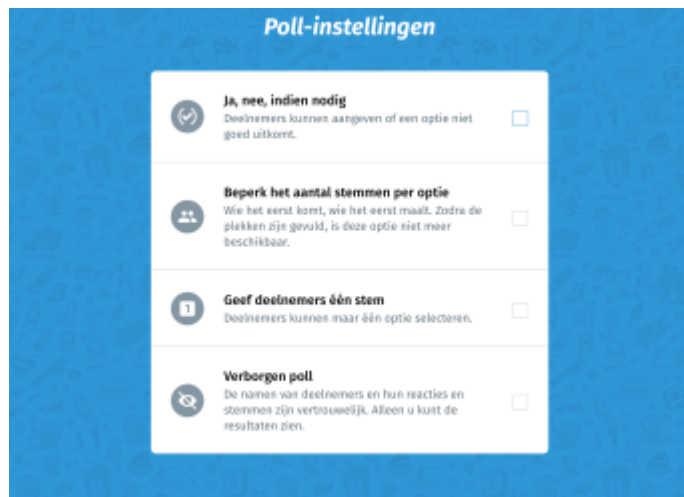 Poll-instellingen
Ja, nee, indien nodig
Deelnemers kunnen aangeven of een optie niet
goed uitkomt.
Beperk het aantal stemmen per optie
Wie het eerst komt, wie het eerst maalt. Zodra de
plekken zijn gevuld, is deze optie niet meer
beschikbaar.
1
Geef deelnemers één stem
Deelnemers kunnen maar één optie selecteren.
Verborgen poll
De namen van deelnemers en hun reacties en
stemmen zijn vertrouwelijk. Alleen u kunt de
resultaten zien.